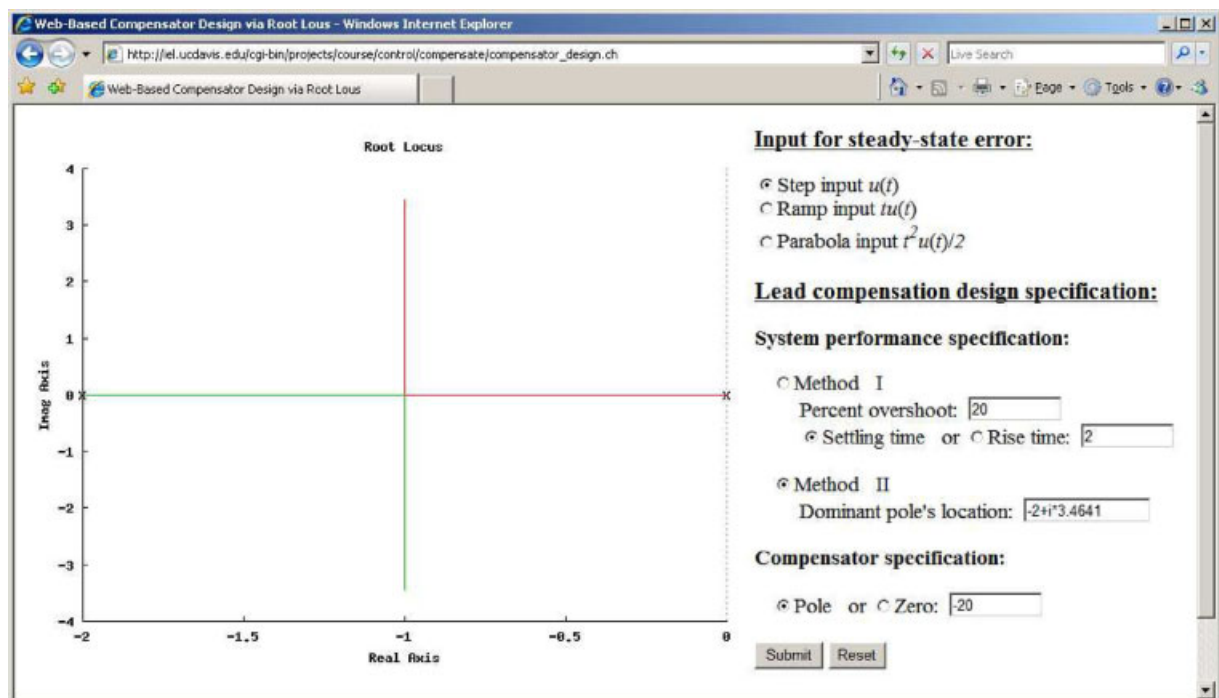 Web-Based Compensator Design via Root Lous - Windows Internet Explorer
http://iel.ucdavis.edu/cgi-bin/projects/course/control/compensate/compensator_design.ch
Live Search
Web-Based Compensator Design via Root Lous
Page
Tools
Root Locus
4
3
2
1
0
-1
-2
-3
-4
Imag Axis
x
x
-2
-1.5
-1
-0.5
0
Real Axis
Input for steady-state error:
Step input u(t)
Ramp input tu(t)
Parabola input t²u(t)/2
Lead compensation design specification:
System performance specification:
Method I
Percent overshoot: 20
Settling time or Rise time: 2
Method II
Dominant pole's location: -2+i*3.4641
Compensator specification:
Pole or Zero: -20
Submit Reset